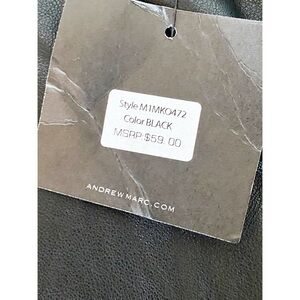 Style M1MK0472
Color BLACK
MSRP $59.00
ANDREWMARC.COM